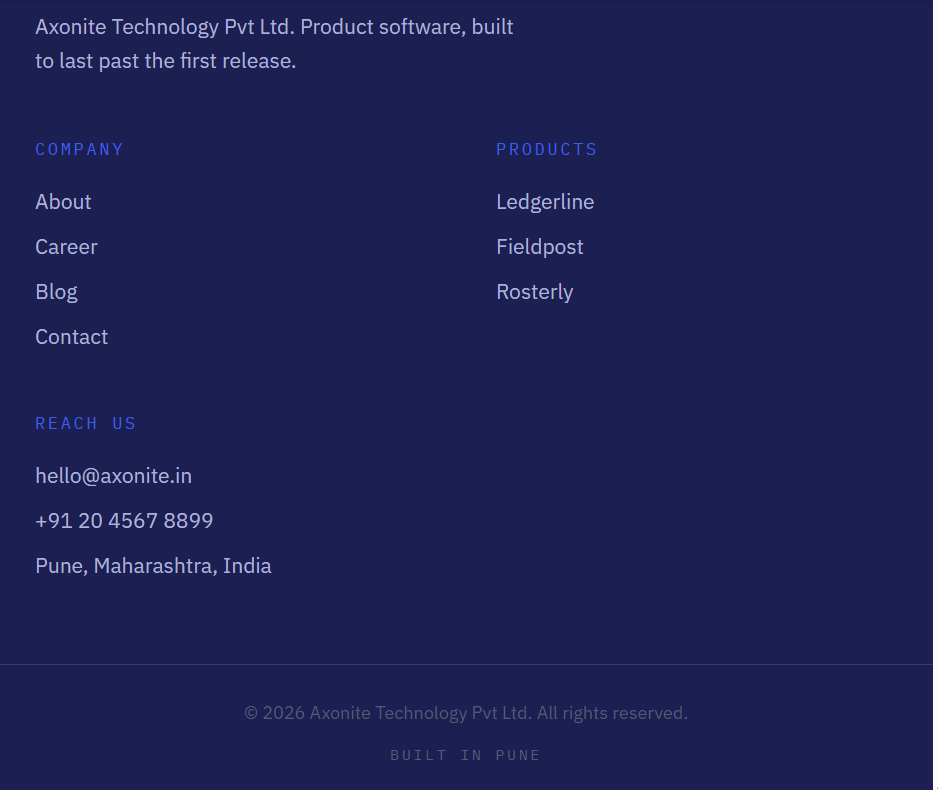 Axonite Technology Pvt Ltd. Product software, built
to last past the first release.
COMPANY
About
Career
Blog
Contact
PRODUCTS
Ledgerline
Fieldpost
Rosterly
REACH US
hello@axonite.in
+91 20 4567 8899
Pune, Maharashtra, India
© 2026 Axonite Technology Pvt Ltd. All rights reserved.
BUILT IN PUNE